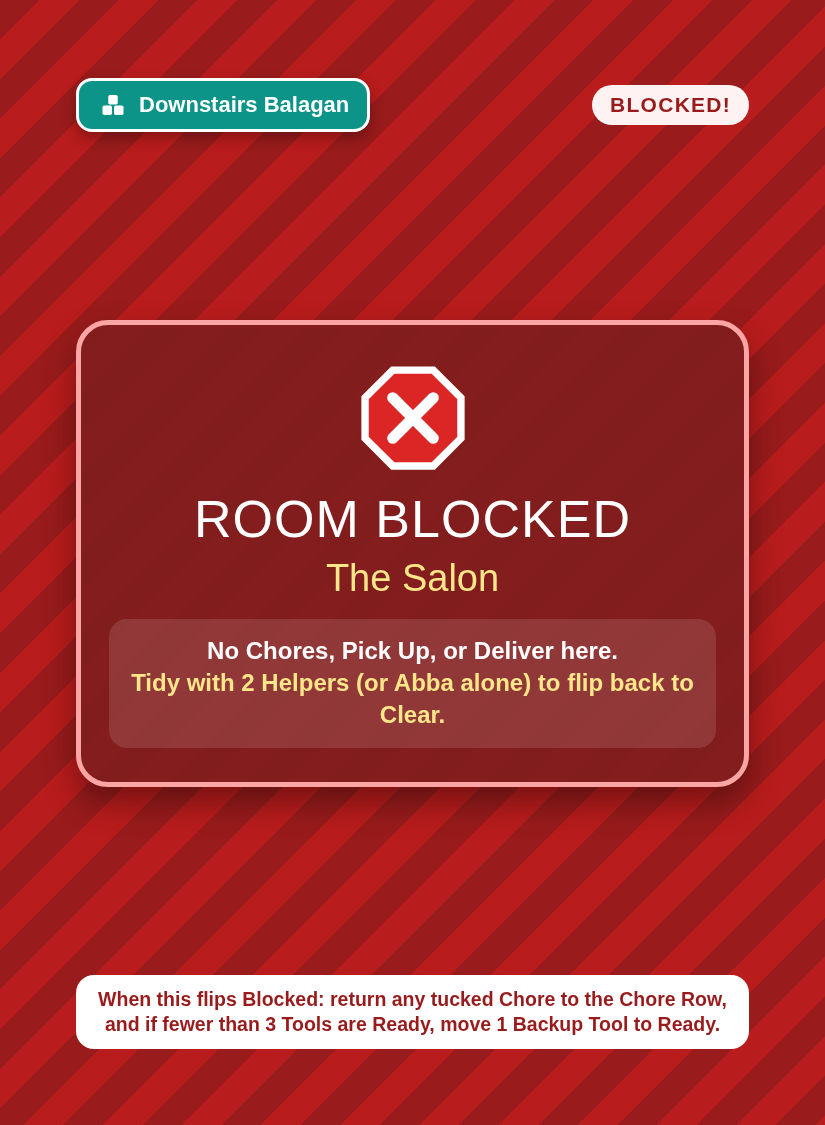 Downstairs Balagan
BLOCKED!
ROOM BLOCKED
The Salon
No Chores, Pick Up, or Deliver here.
Tidy with 2 Helpers (or Abba alone) to flip back to
Clear.
When this flips Blocked: return any tucked Chore to the Chore Row,
and if fewer than 3 Tools are Ready, move 1 Backup Tool to Ready.